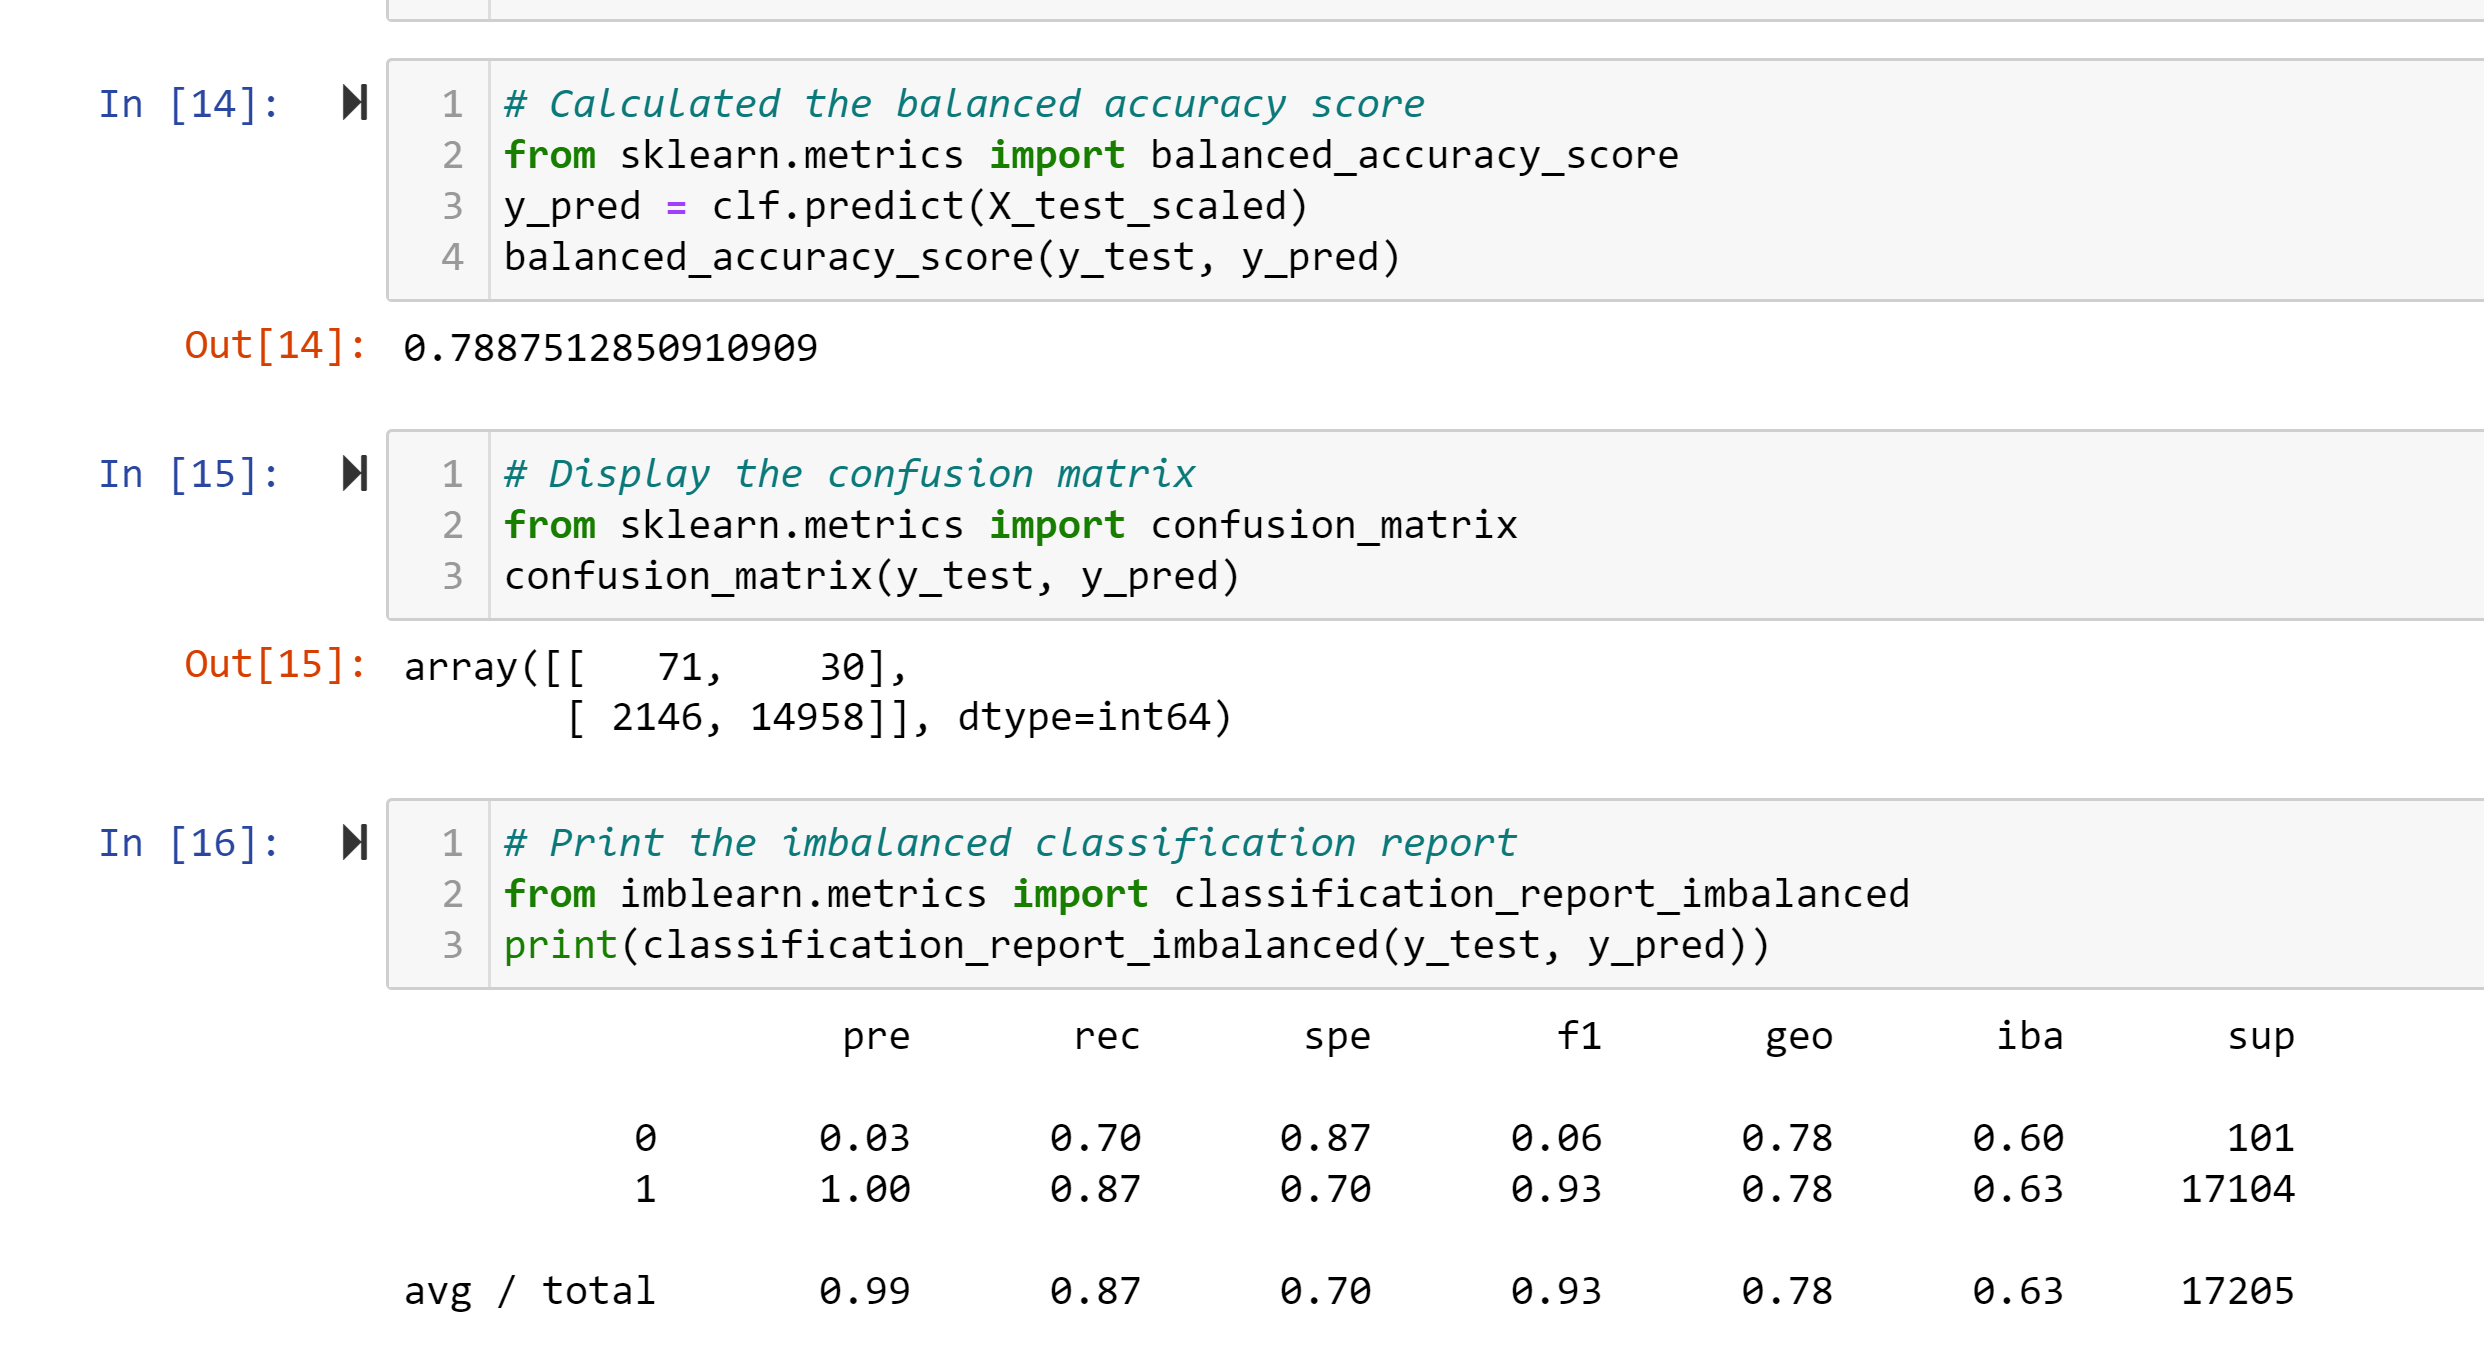 In [14]:
1 # Calculated the balanced accuracy score
2 from sklearn.metrics import balanced_accuracy_score
3 y_pred = clf.predict(X_test_scaled)
4 balanced_accuracy_score(y_test, y_pred)
Out[14]: 0.7887512850910909
In [15]:
1 # Display the confusion matrix
2 from sklearn.metrics import confusion_matrix
3 confusion_matrix(y_test, y_pred)
Out[15]: array([[   71,    30],
       [ 2146, 14958]], dtype=int64)
In [16]:
1 # Print the imbalanced classification report
2 from imblearn.metrics import classification_report_imbalanced
3 print(classification_report_imbalanced(y_test, y_pred))
pre rec spe f1 geo iba sup
0 0.03 0.70 0.87 0.06 0.78 0.60 101
1 1.00 0.87 0.70 0.93 0.78 0.63 17104
avg / total 0.99 0.87 0.70 0.93 0.78 0.63 17205